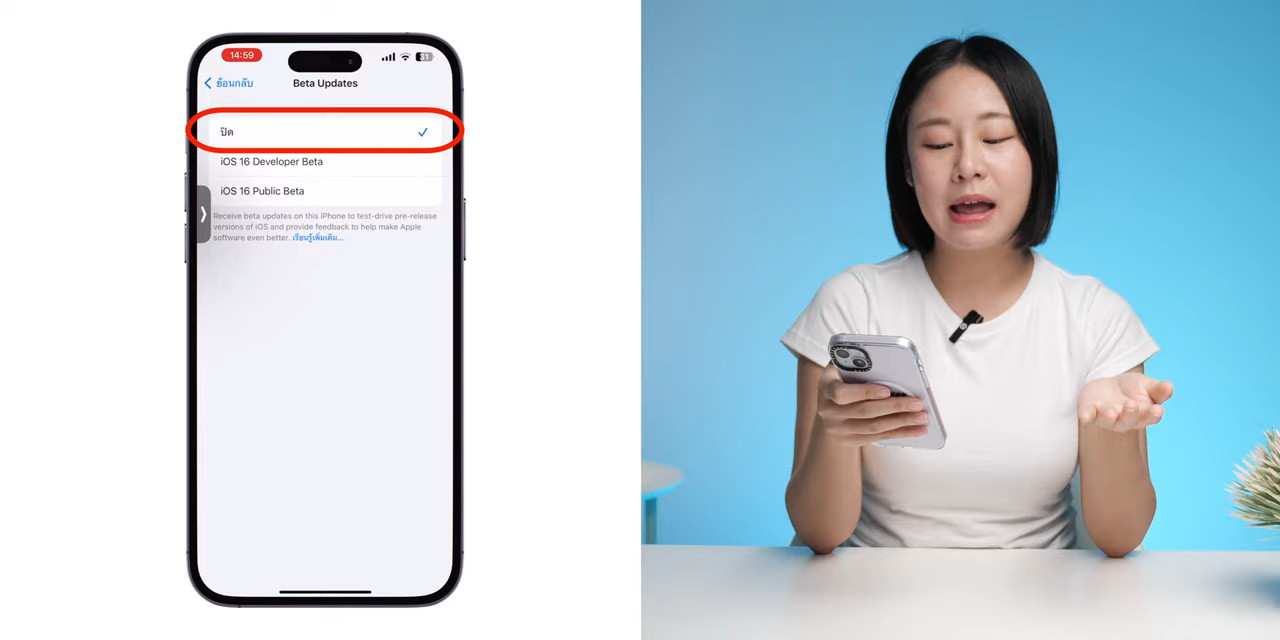 14:59
31
ย้อนกลับ
Beta Updates
ปิด
iOS 16 Developer Beta
iOS 16 Public Beta
Receive beta updates on this iPhone to test-drive pre-release
versions of iOS and provide feedback to help make Apple
software even better. เรียนรู้เพิ่มเติม...